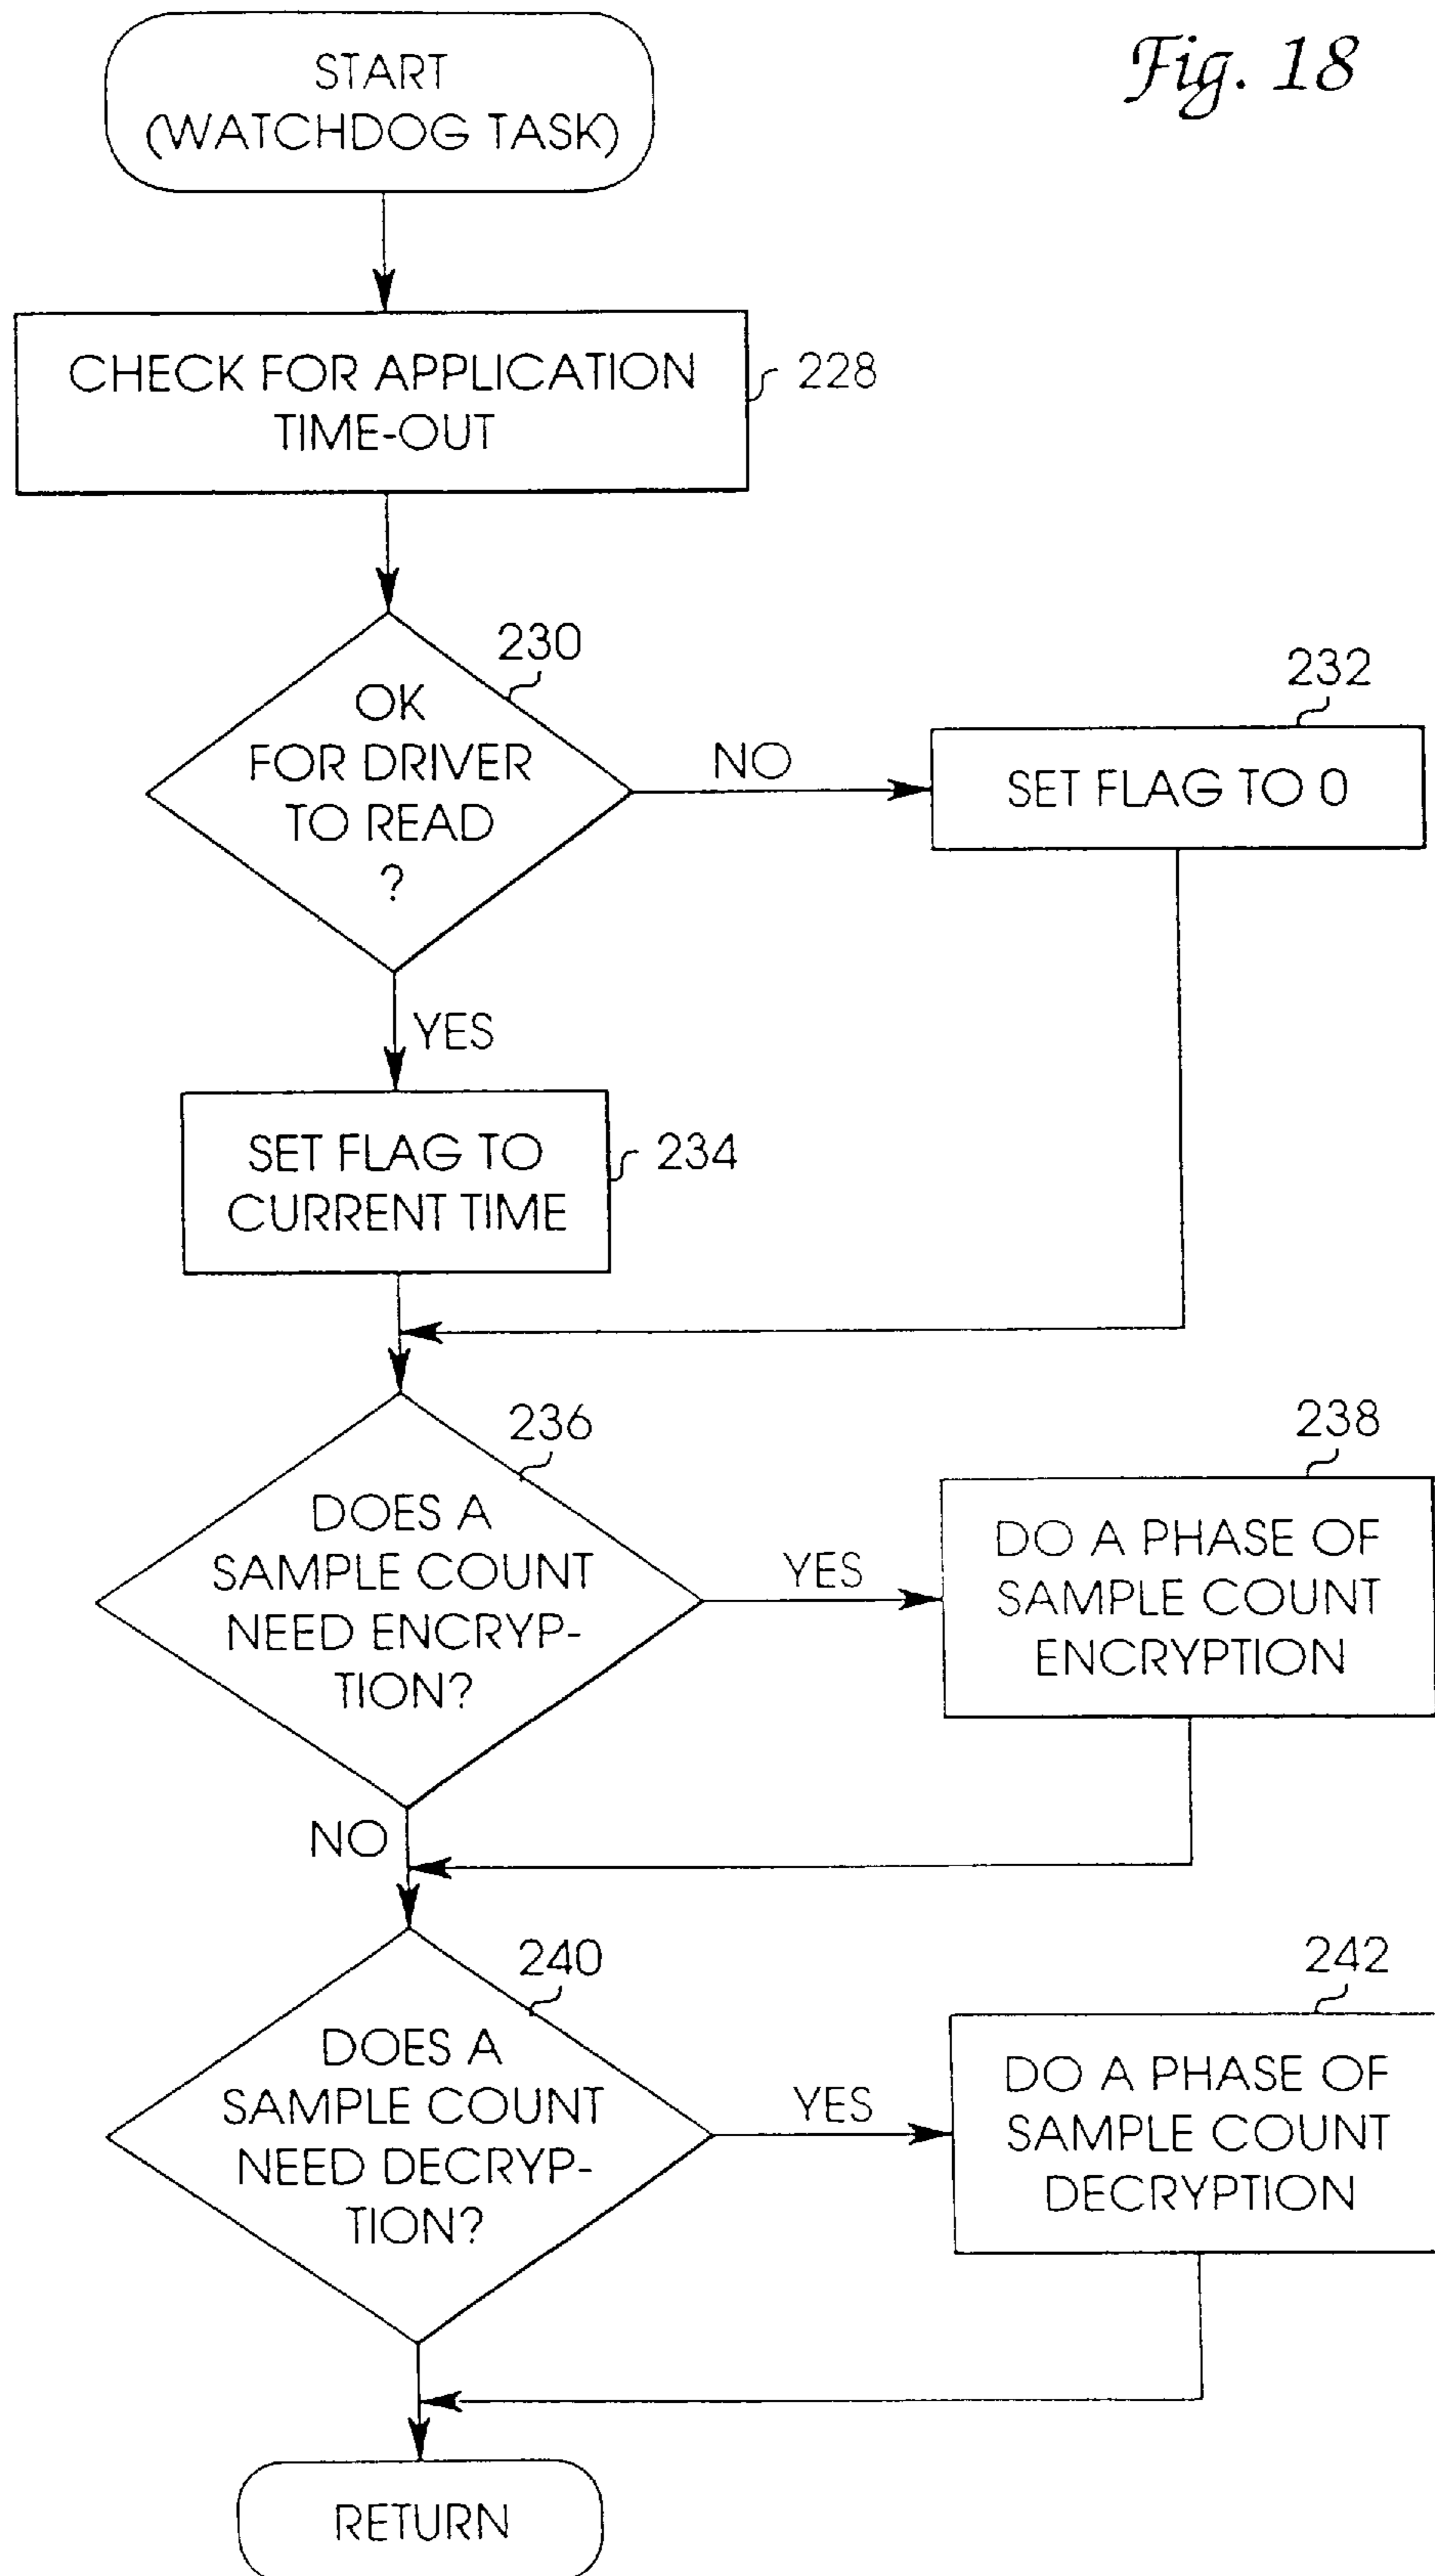 Fig. 18
START
(WATCHDOG TASK)
CHECK FOR APPLICATION
TIME-OUT
228
230
OK
FOR DRIVER
TO READ
?
NO
232
SET FLAG TO 0
YES
SET FLAG TO
CURRENT TIME
234
236
DOES A
SAMPLE COUNT
NEED ENCRYP-
TION?
YES
238
DO A PHASE OF
SAMPLE COUNT
ENCRYPTION
NO
240
DOES A
SAMPLE COUNT
NEED DECRYP-
TION?
YES
242
DO A PHASE OF
SAMPLE COUNT
DECRYPTION
RETURN